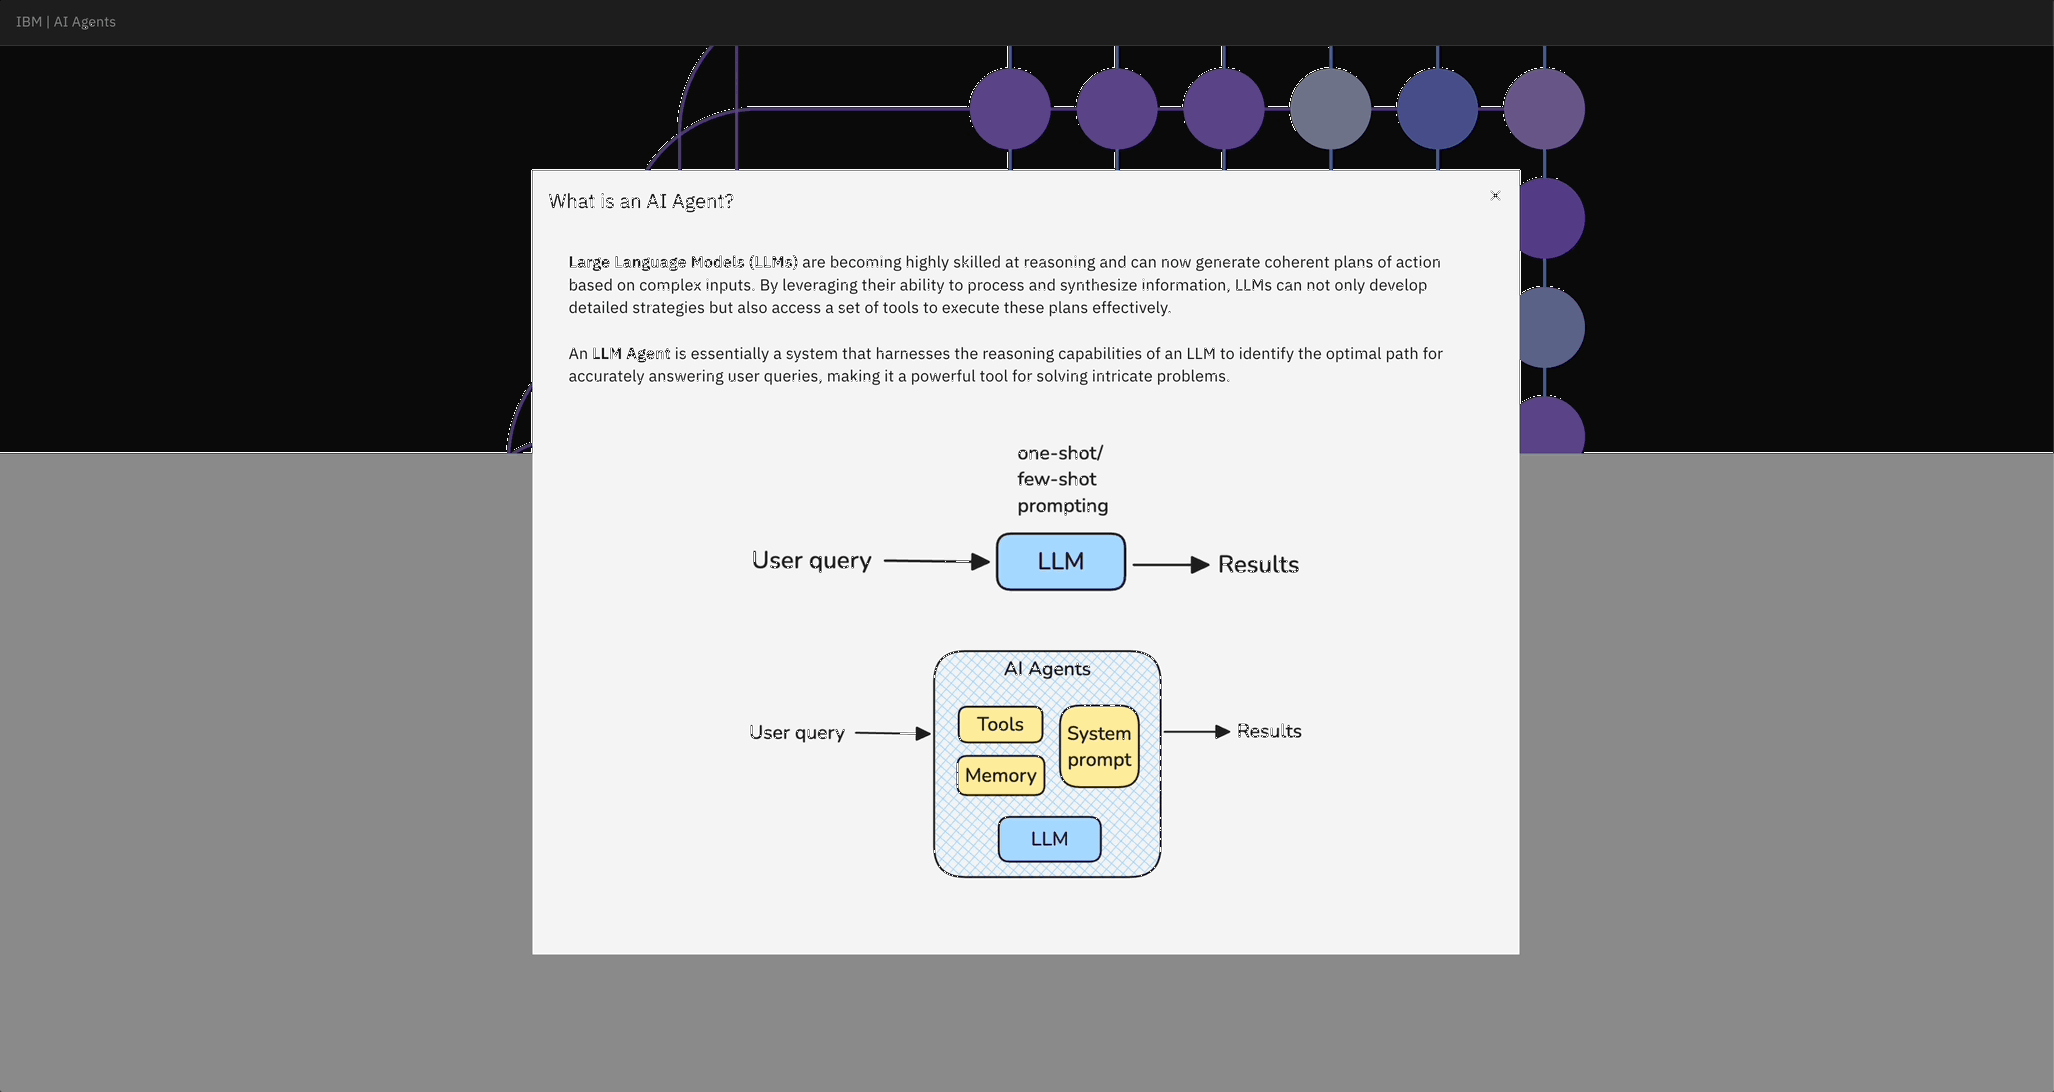 IBM | AI Agents
What is an AI Agent?
Large Language Models (LLMs) are becoming highly skilled at reasoning and can now generate coherent plans of action
based on complex inputs. By leveraging their ability to process and synthesize information, LLMs can not only develop
detailed strategies but also access a set of tools to execute these plans effectively.
An LLM Agent is essentially a system that harnesses the reasoning capabilities of an LLM to identify the optimal path for
accurately answering user queries, making it a powerful tool for solving intricate problems.
one-shot/
few-shot
prompting
User query
LLM
Results
AI Agents
User query
Tools
System
prompt
Memory
LLM
Results